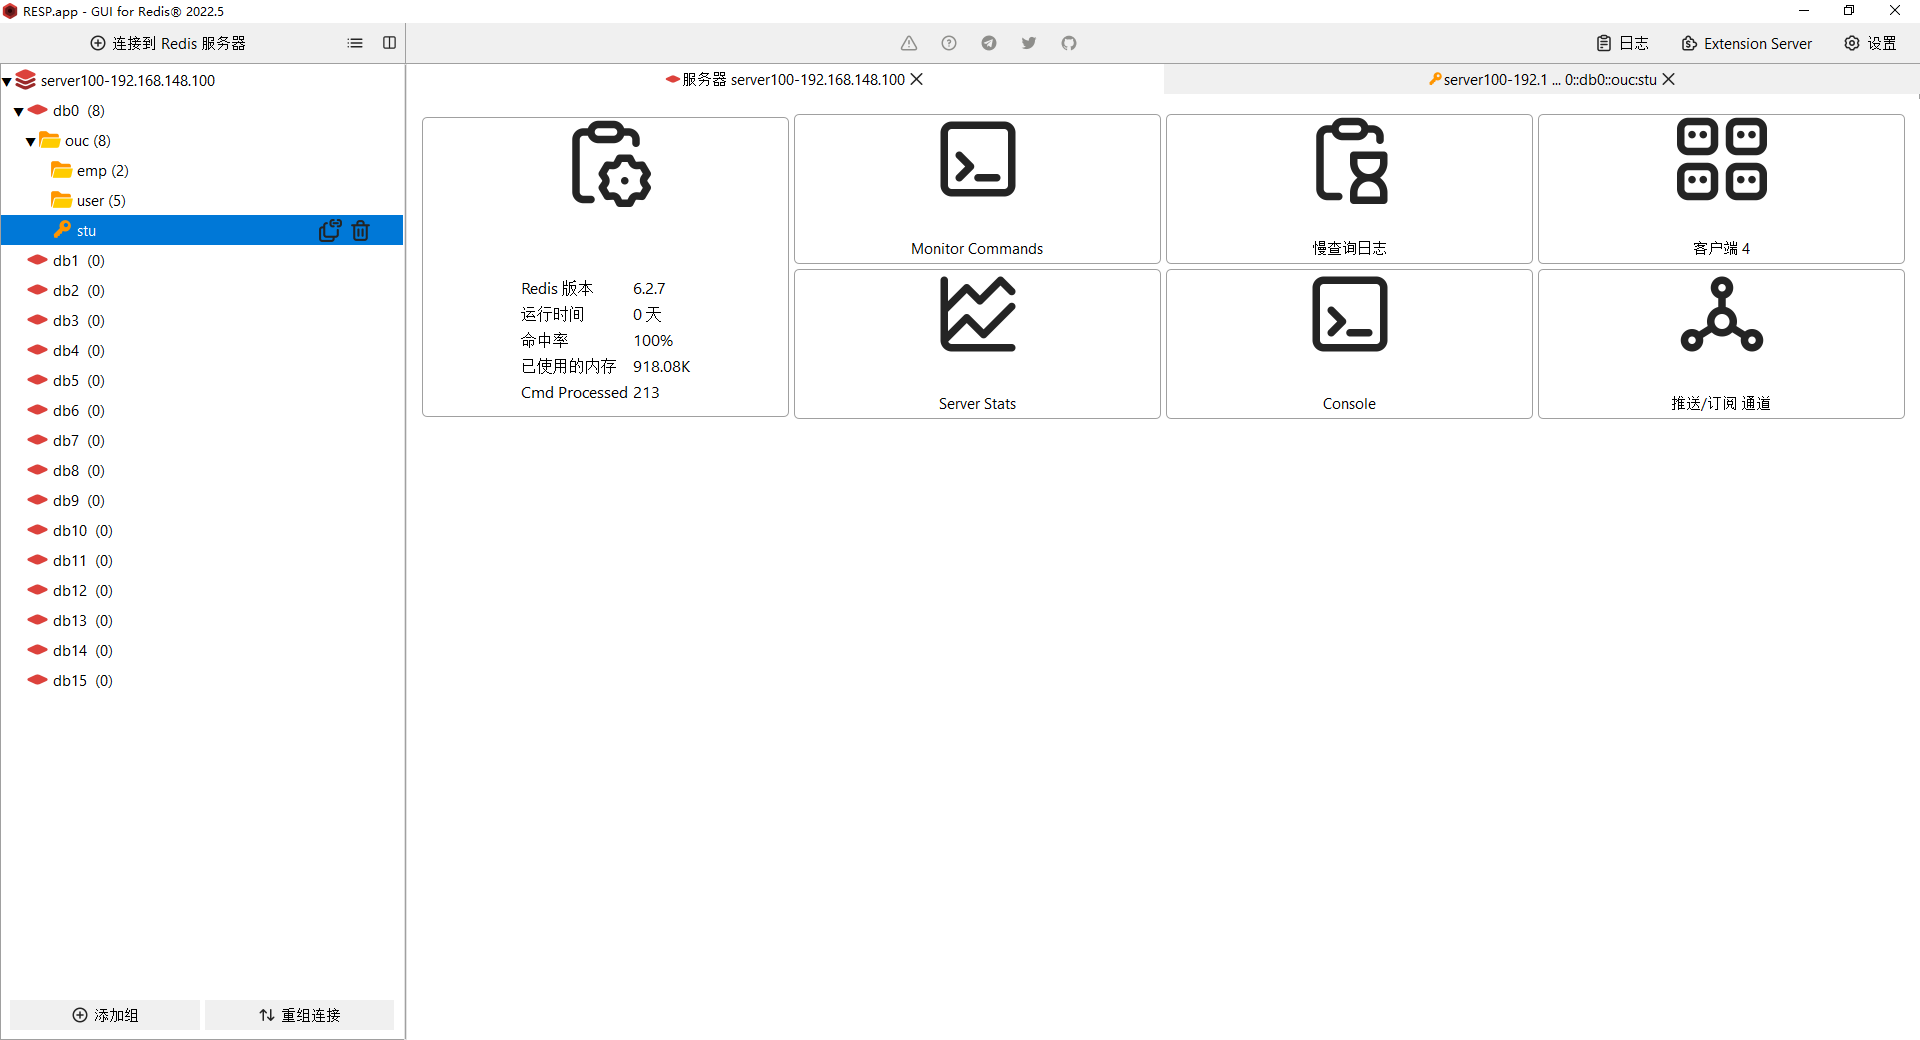 RESP.app - GUI for Redis® 2022.5
连接到 Redis 服务器
日志
Extension Server
设置
server100-192.168.148.100
db0 (8)
ouc (8)
emp (2)
user (5)
stu
db1 (0)
db2 (0)
db3 (0)
db4 (0)
db5 (0)
db6 (0)
db7 (0)
db8 (0)
db9 (0)
db10 (0)
db11 (0)
db12 (0)
db13 (0)
db14 (0)
db15 (0)
添加组
重组连接
服务器 server100-192.168.148.100
server100-192.1 ... 0::db0::ouc:stu
Redis 版本 6.2.7
运行时间 0 天
命中率 100%
已使用的内存 918.08K
Cmd Processed 213
Monitor Commands
慢查询日志
客户端 4
Server Stats
Console
推送/订阅 通道